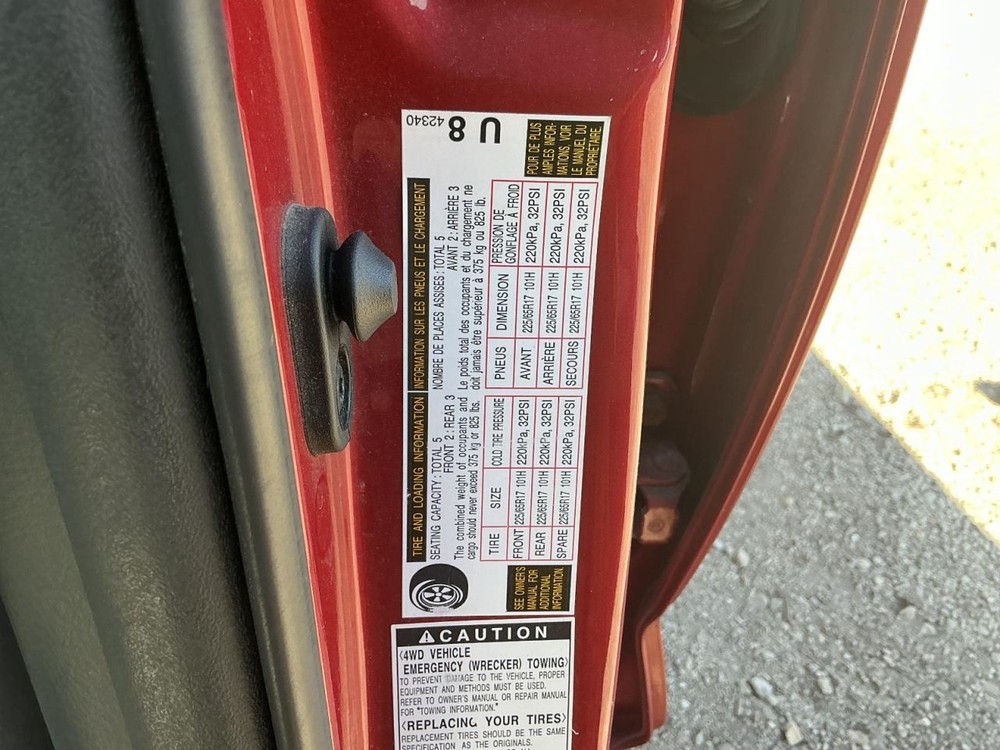 TIRE AND LOADING INFORMATION
SEATING CAPACITY : TOTAL 5
FRONT 2 : REAR 3
The combined weight of occupants and
cargo should never exceed 375 kg or 825 lbs.
TIRE SIZE COLD TIRE PRESSURE
FRONT 225/65R17 101H 220kPa, 32PSI
REAR 225/65R17 101H 220kPa, 32PSI
SPARE 225/65R17 101H 220kPa, 32PSI
SEE OWNER'S
MANUAL FOR
ADDITIONAL
INFORMATION.
INFORMATION SUR LES PNEUS ET LE CHARGEMENT
NOMBRE DE PLACES ASSISES : TOTAL 5
AVANT 2 : ARRIÈRE 3
Le poids total des occupants et du chargement ne
doit jamais être supérieur à 375 kg ou 825 lb.
PNEUS DIMENSION PRESSION DE
GONFLAGE À FROID
AVANT 225/65R17 101H 220kPa, 32PSI
ARRIÈRE 225/65R17 101H 220kPa, 32PSI
SECOURS 225/65R17 101H 220kPa, 32PSI
POUR DE PLUS
AMPLES INFOR-
MATIONS, VOIR
LE MANUEL DU
PROPRIÉTAIRE.
42340
U 8
CAUTION
<4WD VEHICLE
EMERGENCY (WRECKER) TOWING>
TO PREVENT DAMAGE TO THE VEHICLE, PROPER
EQUIPMENT AND METHODS MUST BE USED.
REFER TO OWNER'S MANUAL OR REPAIR MANUAL
FOR "TOWING INFORMATION."
<REPLACING YOUR TIRES>
REPLACEMENT TIRES SHOULD BE THE SAME
SPECIFICATION AS THE ORIGINALS.